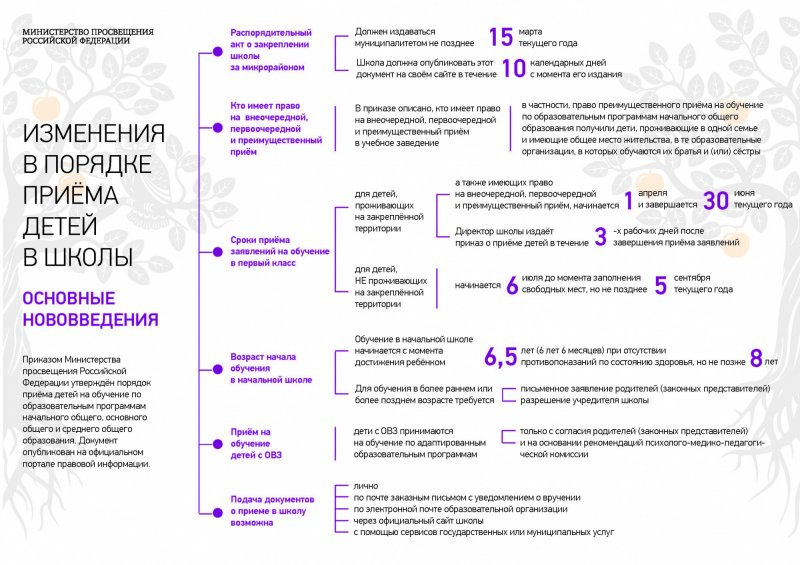 МИНИСТЕРСТВО ПРОСВЕЩЕНИЯ
РОССИЙСКОЙ ФЕДЕРАЦИИ
ИЗМЕНЕНИЯ
В ПОРЯДКЕ
ПРИЁМА
ДЕТЕЙ
В ШКОЛЫ
ОСНОВНЫЕ
НОВОВВЕДЕНИЯ
Приказом Министерства
просвещения Российской
Федерации утверждён порядок
приёма детей на обучение по
образовательным программам
начального общего, основного
общего и среднего общего
образования. Документ
опубликован на официальном
портале правовой информации.
Распорядительный
акт о закреплении
школы
за микрорайоном
Должен издаваться
муниципалитетом не позднее
15
марта
текущего года
Школа должна опубликовать этот
документ на своём сайте в течение
10
календарных дней
с момента его издания
Кто имеет право
на внеочередной,
первоочередной
и преимущественный
приём
В приказе описано, кто имеет право
на внеочередной, первоочередной
и преимущественный приём
в учебное заведение
в частности, право преимущественного приёма на обучение
по образовательным программам начального общего
образования получили дети, проживающие в одной семье
и имеющие общее место жительства, в те образовательные
организации, в которых обучаются их братья и (или) сёстры
Сроки приёма
заявлений на обучение
в первый класс
для детей,
проживающих
на закреплённой
территории
а также имеющих право
на внеочередной, первоочередной
и преимущественный приём, начинается
1
апреля
и завершается
30
июня
текущего года
Директор школы издаёт
приказ о приёме детей в течение
3
-х рабочих дней после
завершения приёма заявлений
для детей,
НЕ проживающих
на закреплённой
территории
начинается
6
июля до момента заполнения
свободных мест, но не позднее
5
сентября
текущего года
Возраст начала
обучения
в начальной школе
Обучение в начальной школе
начинается с момента
достижения ребёнком
6,5
лет (6 лет 6 месяцев) при отсутствии
противопоказаний по состоянию здоровья, но не позже
8
лет
Для обучения в более раннем или
более позднем возрасте требуется
письменное заявление родителей (законных представителей)
разрешение учредителя школы
Приём на
обучение
детей с ОВЗ
дети с ОВЗ принимаются
на обучение по адаптированным
образовательным программам
только с согласия родителей (законных представителей)
и на основании рекомендаций психолого-медико-педагоги-
ческой комиссии
Подача документов
о приеме в школу
возможна
лично
по почте заказным письмом с уведомлением о вручении
по электронной почте образовательной организации
через официальный сайт школы
с помощью сервисов государственных или муниципальных услуг